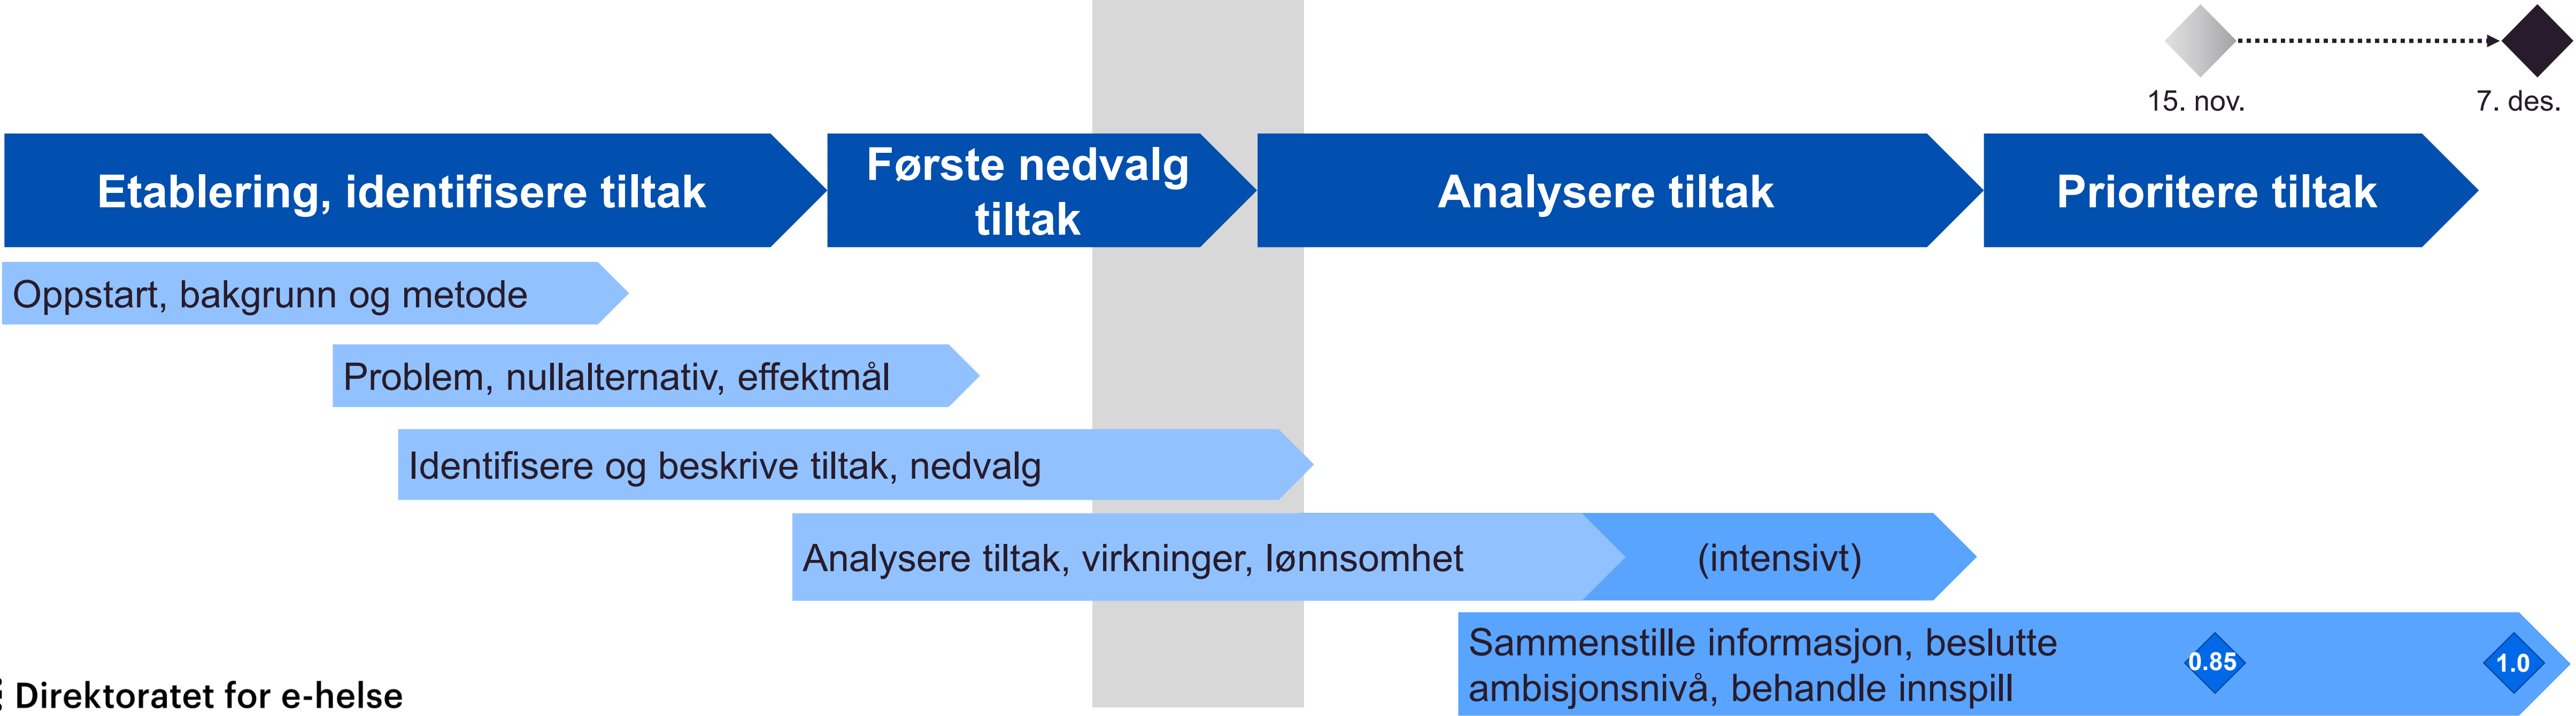 15. nov.
7. des.
Etablering, identifisere tiltak
Første nedvalg
tiltak
Analysere tiltak
Prioritere tiltak
Oppstart, bakgrunn og metode
Problem, nullalternativ, effektmål
Identifisere og beskrive tiltak, nedvalg
Analysere tiltak, virkninger, lønnsomhet
(intensivt)
Sammenstille informasjon, beslutte
ambisjonsnivå, behandle innspill
0.85
1.0
Direktoratet for e-helse